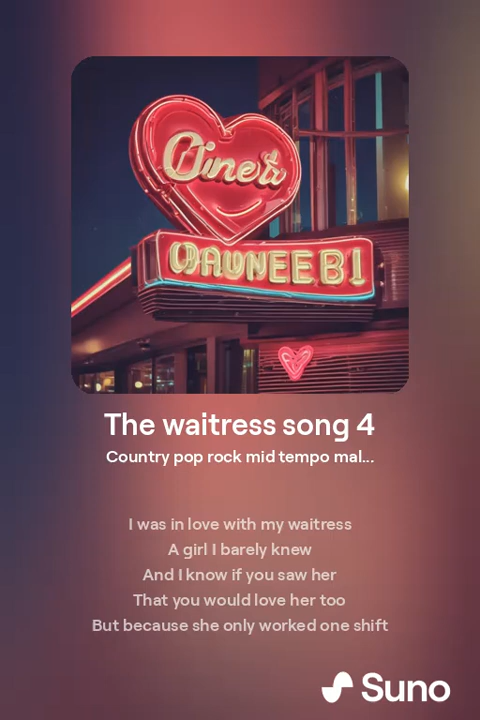 Diner
WAUNEEBI
The waitress song 4
Country pop rock mid tempo mal...
I was in love with my waitress
A girl I barely knew
And I know if you saw her
That you would love her too
But because she only worked one shift
Suno